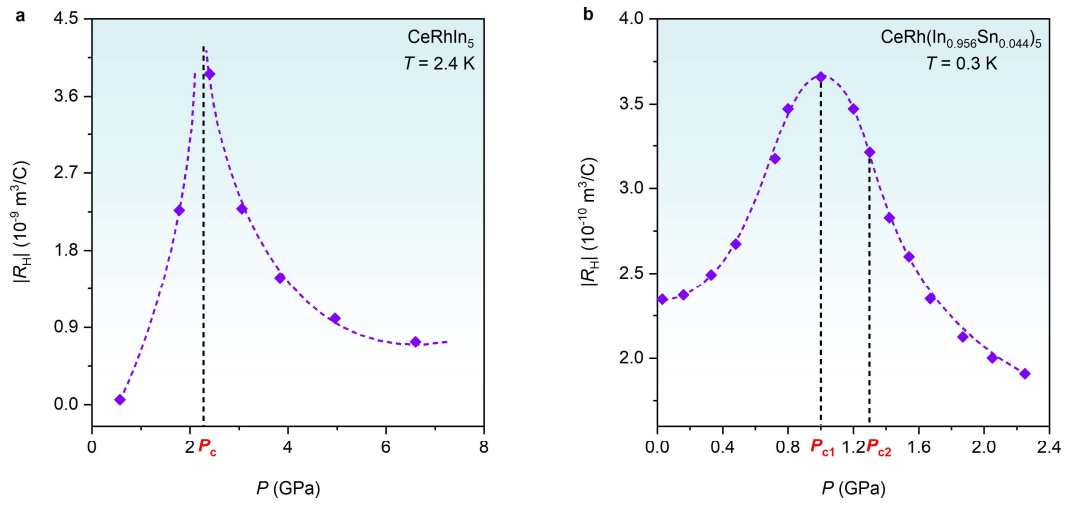 a
CeRhIn5
T = 2.4 K
|RH| (10-9 m3/C)
4.5
3.6
2.7
1.8
0.9
0.0
0
2
Pc
4
6
8
P (GPa)
b
CeRh(In0.956Sn0.044)5
T = 0.3 K
|RH| (10-10 m3/C)
4.0
3.5
3.0
2.5
2.0
0.0
0.4
0.8
Pc1
1.2
Pc2
1.6
2.0
2.4
P (GPa)